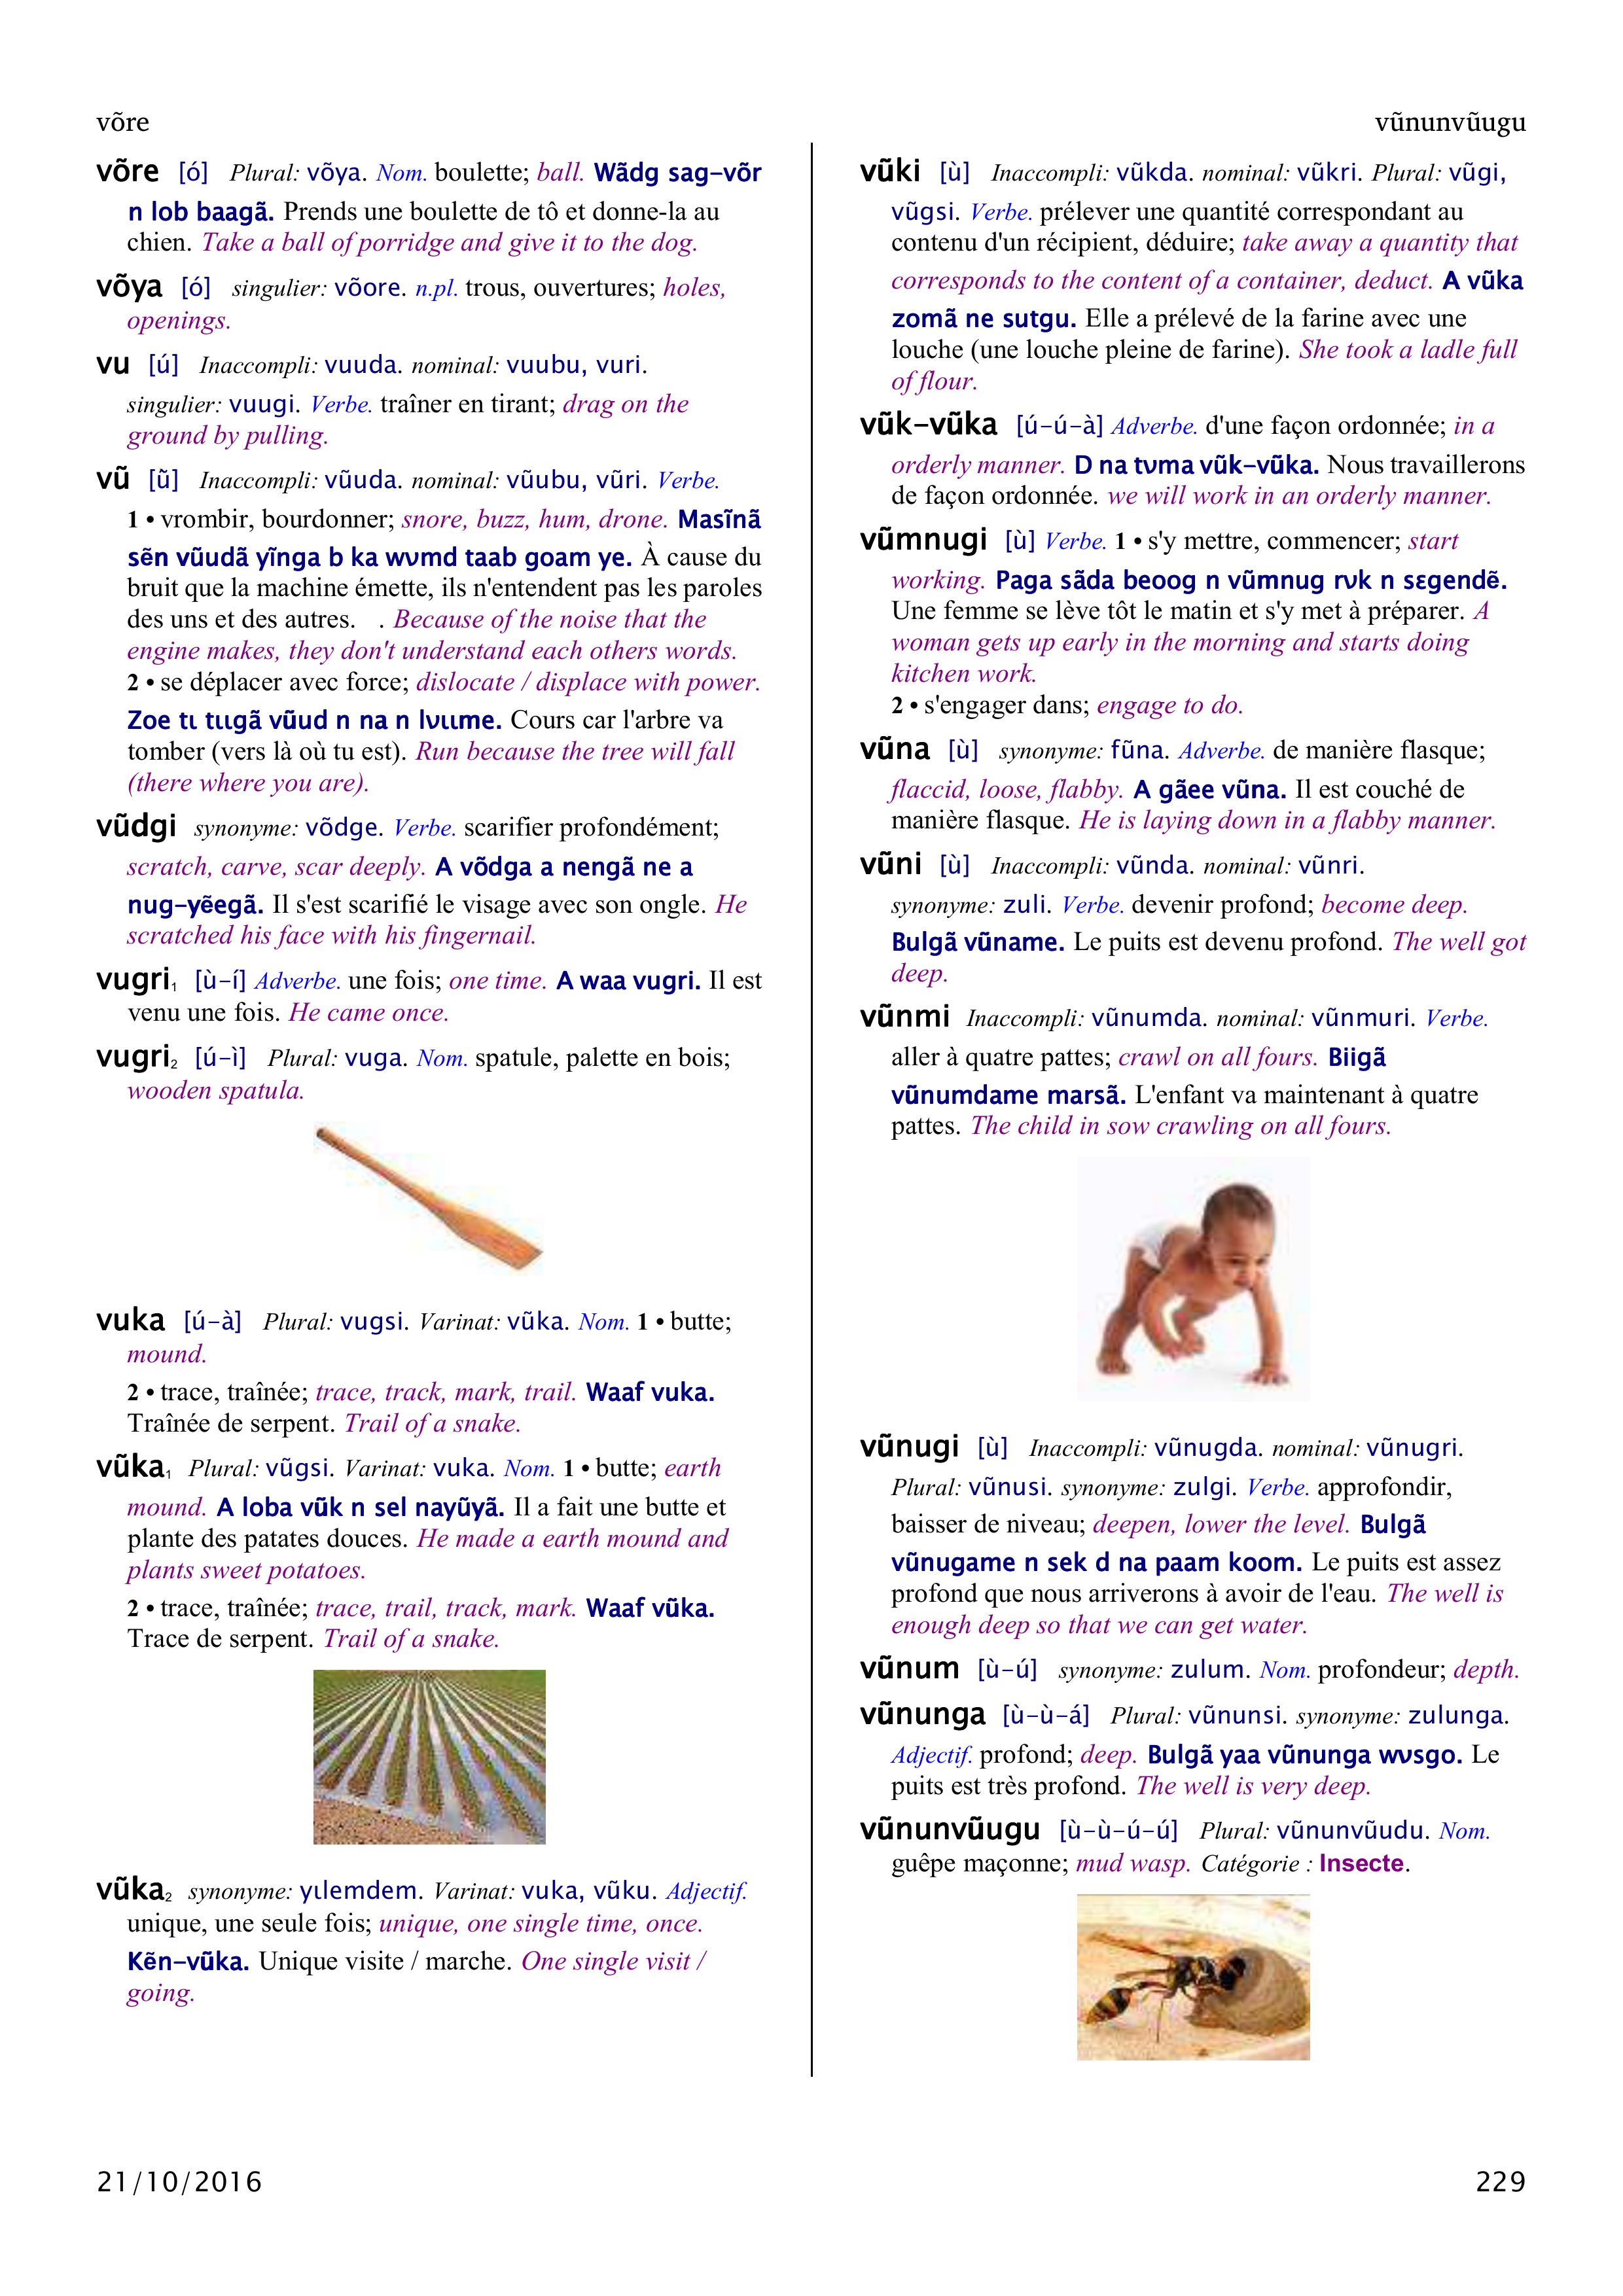 võre
vũnunvũugu
võre [ó] Plural: võya. Nom. boulette; ball. Wãdg sag–võr
n lob baagã. Prends une boulette de tô et donne-la au
chien. Take a ball of porridge and give it to the dog.
võya [ó] singulier: võore. n.pl. trous, ouvertures; holes,
openings.
vu [ú] Inaccompli: vuuda. nominal: vuubu, vuri.
singulier: vuugi. Verbe. traîner en tirant; drag on the
ground by pulling.
vũ [ũ̀] Inaccompli: vũuda. nominal: vũubu, vũri. Verbe.
1 • vrombir, bourdonner; snore, buzz, hum, drone. Masĩnã
sẽn vũudã yĩnga b ka wʋmd taab goam ye. À cause du
bruit que la machine émette, ils n'entendent pas les paroles
des uns et des autres. . Because of the noise that the
engine makes, they don't understand each others words.
2 • se déplacer avec force; dislocate / displace with power.
Zoe tɩ tɩɩgã vũud n na n lʋɩɩme. Cours car l'arbre va
tomber (vers là où tu est). Run because the tree will fall
(there where you are).
vũdgi synonyme: võdge. Verbe. scarifier profondément;
scratch, carve, scar deeply. A võdga a nengã ne a
nug–yẽegã. Il s'est scarifié le visage avec son ongle. He
scratched his face with his fingernail.
vugri₁ [ù–í] Adverbe. une fois; one time. A waa vugri. Il est
venu une fois. He came once.
vugri₂ [ú–ì] Plural: vuga. Nom. spatule, palette en bois;
wooden spatula.
vuka [ú–à] Plural: vugsi. Varinat: vũka. Nom. 1 • butte;
mound.
2 • trace, traînée; trace, track, mark, trail. Waaf vuka.
Traînée de serpent. Trail of a snake.
vũka₁ Plural: vũgsi. Varinat: vuka. Nom. 1 • butte; earth
mound. A loba vũk n sel nayũyã. Il a fait une butte et
plante des patates douces. He made a earth mound and
plants sweet potatoes.
2 • trace, traînée; trace, trail, track, mark. Waaf vũka.
Trace de serpent. Trail of a snake.
vũka₂ synonyme: yɩlemdem. Varinat: vuka, vũku. Adjectif.
unique, une seule fois; unique, one single time, once.
Kẽn–vũka. Unique visite / marche. One single visit /
going.
vũki [ù] Inaccompli: vũkda. nominal: vũkri. Plural: vũgi,
vũgsi. Verbe. prélever une quantité correspondant au
contenu d'un récipient, déduire; take away a quantity that
corresponds to the content of a container, deduct. A vũka
zomã ne sutgu. Elle a prélevé de la farine avec une
louche (une louche pleine de farine). She took a ladle full
of flour.
vũk–vũka [ú–ú–à] Adverbe. d'une façon ordonnée; in a
orderly manner. D na tʋma vũk–vũka. Nous travaillerons
de façon ordonnée. we will work in an orderly manner.
vũmnugi [ù] Verbe. 1 • s'y mettre, commencer; start
working. Paga sãda beoog n vũmnug rʋk n sɛgendẽ.
Une femme se lève tôt le matin et s'y met à préparer. A
woman gets up early in the morning and starts doing
kitchen work.
2 • s'engager dans; engage to do.
vũna [ù] synonyme: fũna. Adverbe. de manière flasque;
flaccid, loose, flabby. A gãee vũna. Il est couché de
manière flasque. He is laying down in a flabby manner.
vũni [ù] Inaccompli: vũnda. nominal: vũnri.
synonyme: zuli. Verbe. devenir profond; become deep.
Bulgã vũname. Le puits est devenu profond. The well got
deep.
vũnmi Inaccompli: vũnumda. nominal: vũnmuri. Verbe.
aller à quatre pattes; crawl on all fours. Biigã
vũnumdame marsã. L'enfant va maintenant à quatre
pattes. The child in sow crawling on all fours.
vũnugi [ù] Inaccompli: vũnugda. nominal: vũnugri.
Plural: vũnusi. synonyme: zulgi. Verbe. approfondir,
baisser de niveau; deepen, lower the level. Bulgã
vũnugame n sek d na paam koom. Le puits est assez
profond que nous arriverons à avoir de l'eau. The well is
enough deep so that we can get water.
vũnum [ù–ú] synonyme: zulum. Nom. profondeur; depth.
vũnunga [ù–ù–á] Plural: vũnunsi. synonyme: zulunga.
Adjectif. profond; deep. Bulgã yaa vũnunga wʋsgo. Le
puits est très profond. The well is very deep.
vũnunvũugu [ù–ù–ú–ú] Plural: vũnunvũudu. Nom.
guêpe maçonne; mud wasp. Catégorie : Insecte.
21/10/2016
229